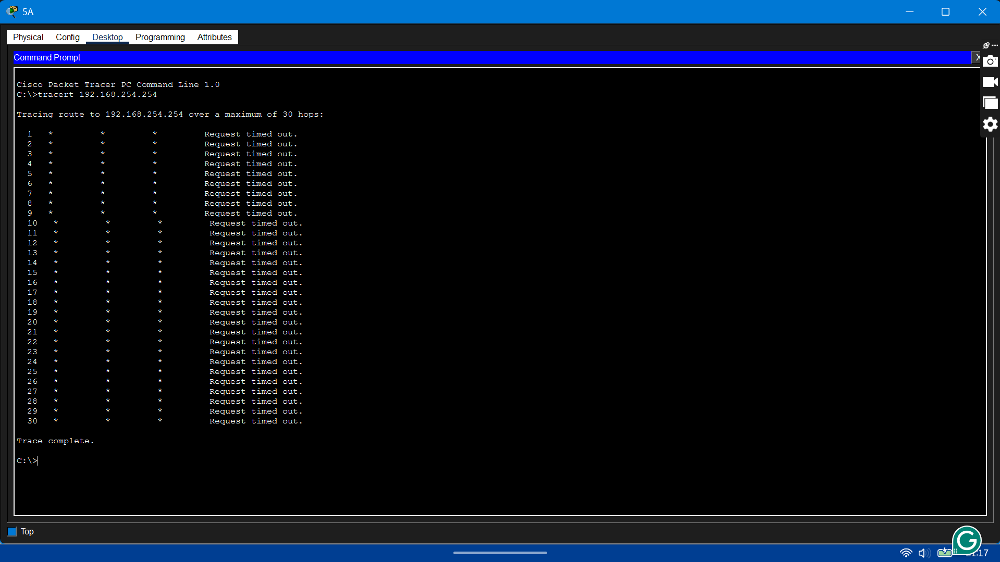 5A
Physical Config Desktop Programming Attributes
Command Prompt
X
Cisco Packet Tracer PC Command Line 1.0
C:\>tracert 192.168.254.254
Tracing route to 192.168.254.254 over a maximum of 30 hops:
1 * * * Request timed out.
2 * * * Request timed out.
3 * * * Request timed out.
4 * * * Request timed out.
5 * * * Request timed out.
6 * * * Request timed out.
7 * * * Request timed out.
8 * * * Request timed out.
9 * * * Request timed out.
10 * * * Request timed out.
11 * * * Request timed out.
12 * * * Request timed out.
13 * * * Request timed out.
14 * * * Request timed out.
15 * * * Request timed out.
16 * * * Request timed out.
17 * * * Request timed out.
18 * * * Request timed out.
19 * * * Request timed out.
20 * * * Request timed out.
21 * * * Request timed out.
22 * * * Request timed out.
23 * * * Request timed out.
24 * * * Request timed out.
25 * * * Request timed out.
26 * * * Request timed out.
27 * * * Request timed out.
28 * * * Request timed out.
29 * * * Request timed out.
30 * * * Request timed out.
Trace complete.
C:\>
Top